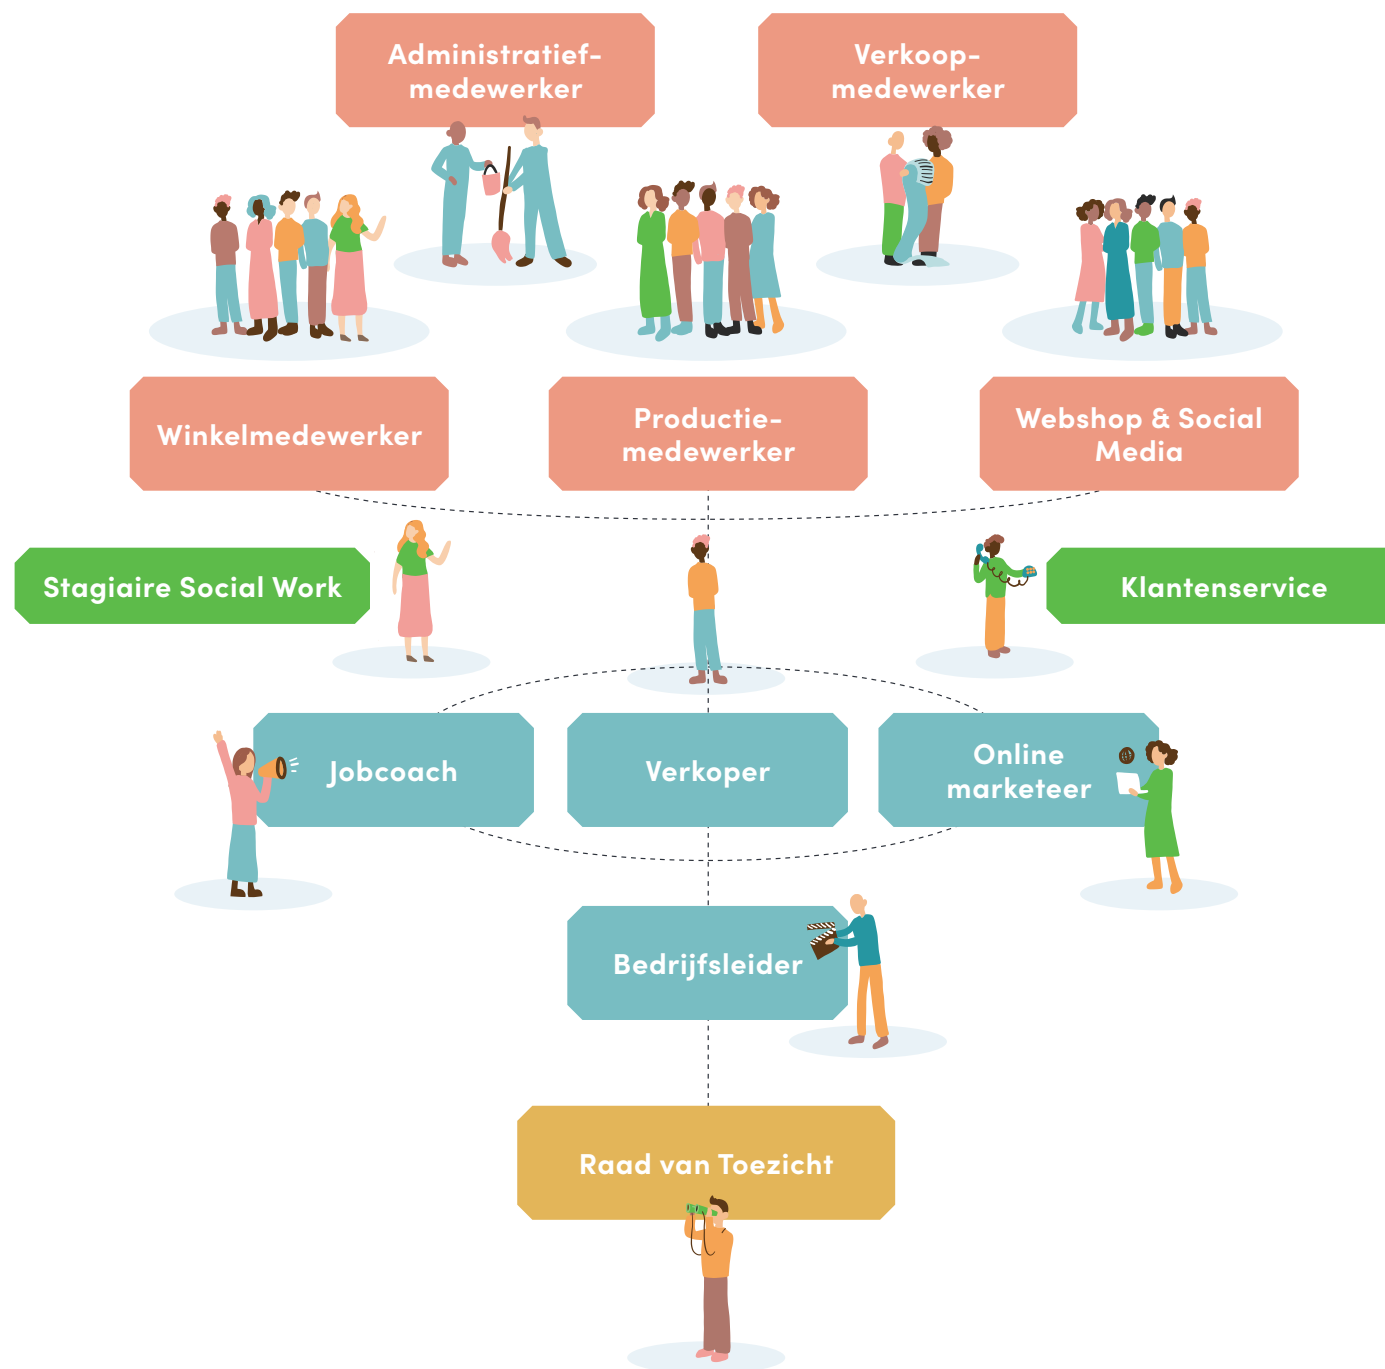 Administratief-
medewerker
Verkoop-
medewerker
Winkelmedewerker
Productie-
medewerker
Webshop & Social
Media
Stagiaire Social Work
Klantenservice
Jobcoach
Verkoper
Online
marketeer
Bedrijfsleider
Raad van Toezicht